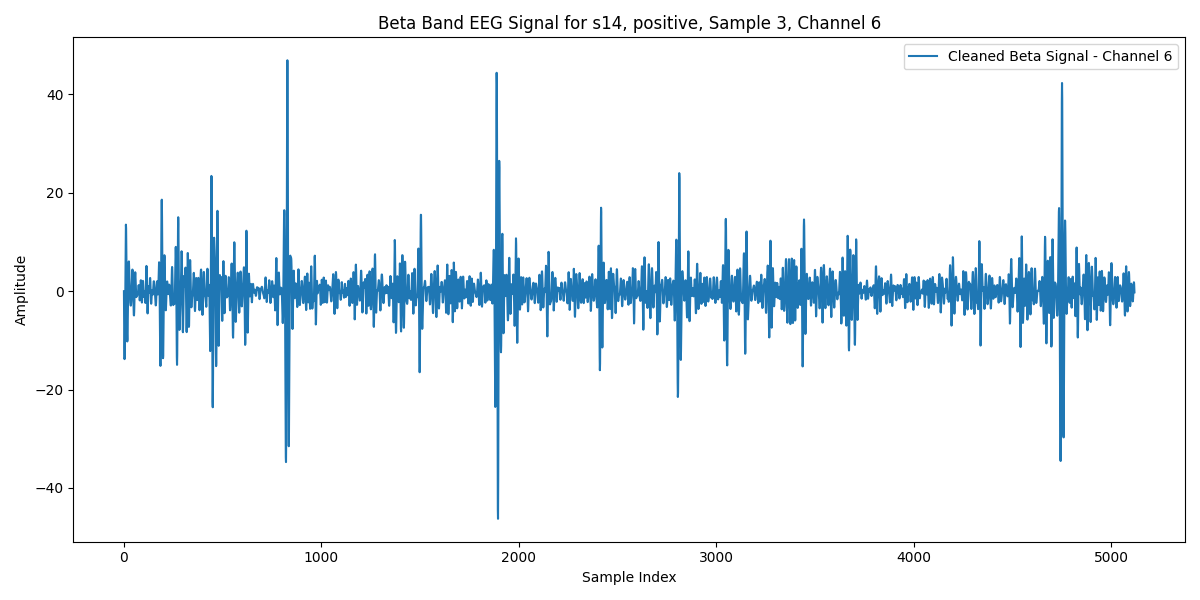 Beta Band EEG Signal for s14, positive, Sample 3, Channel 6
Cleaned Beta Signal - Channel 6
Amplitude
40
20
0
−20
−40
0 1000 2000 3000 4000 5000
Sample Index